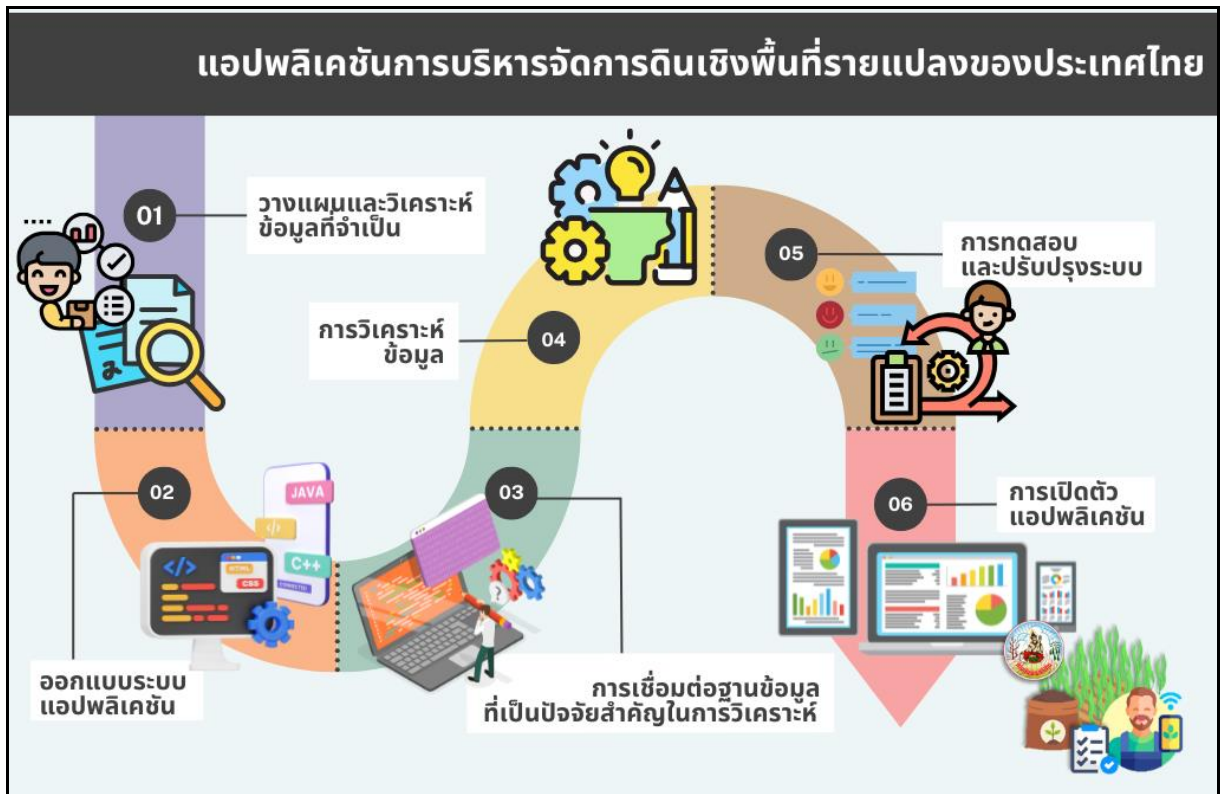 แอปพลิเคชันการบริหารจัดการดินเชิงพื้นที่รายแปลงของประเทศไทย
01
วางแผนและวิเคราะห์
ข้อมูลที่จำเป็น
02
ออกแบบระบบ
แอปพลิเคชัน
JAVA
</>
C++
</>
HTML
CSS
03
การเชื่อมต่อฐานข้อมูล
ที่เป็นปัจจัยสำคัญในการวิเคราะห์
?
04
การวิเคราะห์
ข้อมูล
05
การทดสอบ
และปรับปรุงระบบ
06
การเปิดตัว
แอปพลิเคชัน